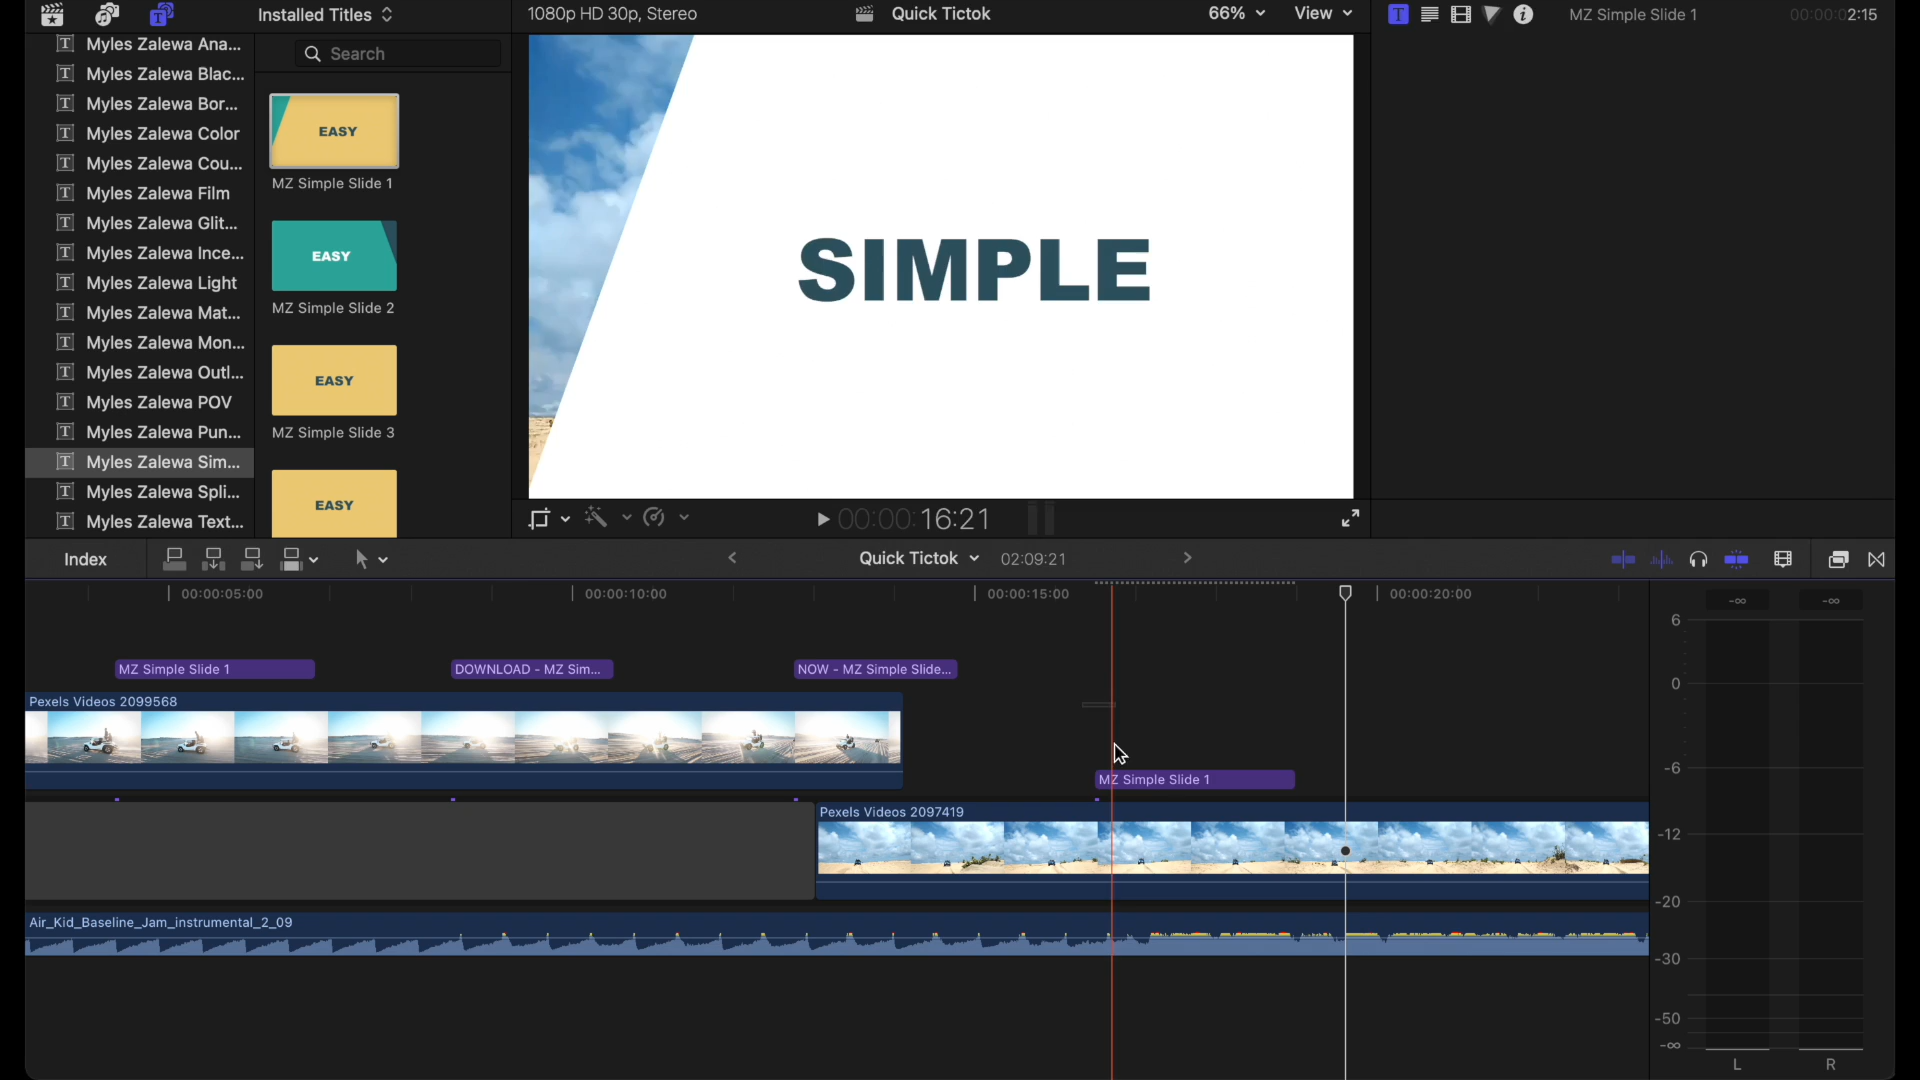 Installed Titles
1080p HD 30p, Stereo
Quick Tictok
66%
View
T
MZ Simple Slide 1
00:00:02:15
T Myles Zalewa Ana...
T Myles Zalewa Blac...
T Myles Zalewa Bor...
T Myles Zalewa Color
T Myles Zalewa Cou...
T Myles Zalewa Film
T Myles Zalewa Glit...
T Myles Zalewa Ince...
T Myles Zalewa Light
T Myles Zalewa Mat...
T Myles Zalewa Mon...
T Myles Zalewa Outl...
T Myles Zalewa POV
T Myles Zalewa Pun...
T Myles Zalewa Sim...
T Myles Zalewa Spli...
T Myles Zalewa Text...
Search
EASY
MZ Simple Slide 1
EASY
MZ Simple Slide 2
EASY
MZ Simple Slide 3
EASY
SIMPLE
00:00:16:21
Index
Quick Tictok
02:09:21
00:00:05:00
00:00:10:00
00:00:15:00
00:00:20:00
MZ Simple Slide 1
DOWNLOAD - MZ Sim...
NOW - MZ Simple Slide...
Pexels Videos 2099568
MZ Simple Slide 1
Pexels Videos 2097419
Air_Kid_Baseline_Jam_instrumental_2_09
-∞ -∞
6
0
-6
-12
-20
-30
-50
-∞
L R